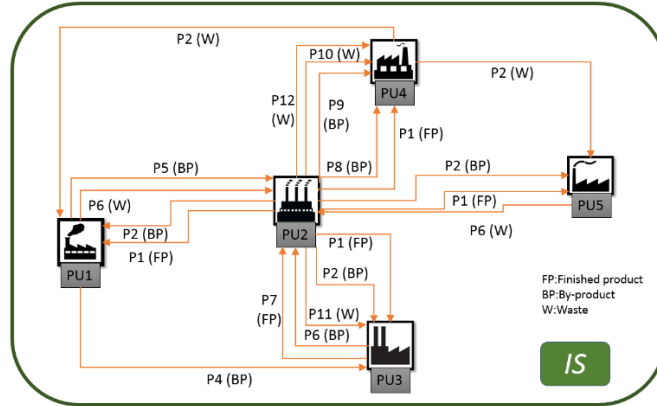 P2 (W)
P10 (W)
P2 (W)
PU4
P12
(W)
P9
(BP)
P1 (FP)
P5 (BP)
P8 (BP)
P2 (BP)
P6 (W)
P1 (FP)
PU5
P2 (BP)
PU2
P1 (FP)
P6 (W)
P1 (FP)
PU1
P2 (BP)
FP:Finished product
BP:By-product
W:Waste
P7
(FP)
P11 (W)
P6 (BP)
P4 (BP)
PU3
IS